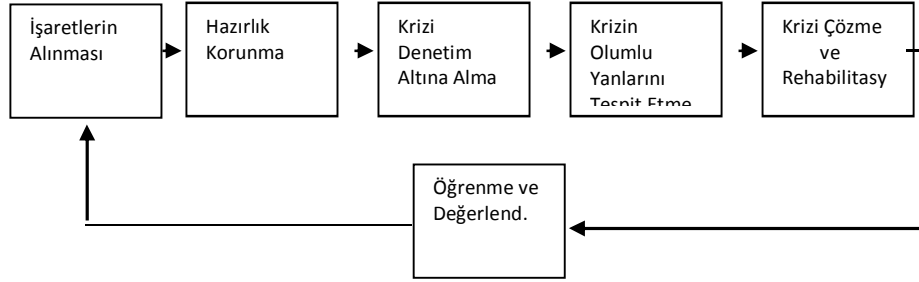 İşaretlerin
Alınması
Hazırlık
Korunma
Krizi
Denetim
Altına Alma
Krizin
Olumlu
Yanlarını
Tespit Etme
Krizi Çözme
ve
Rehabilitasy
Öğrenme ve
Değerlend.